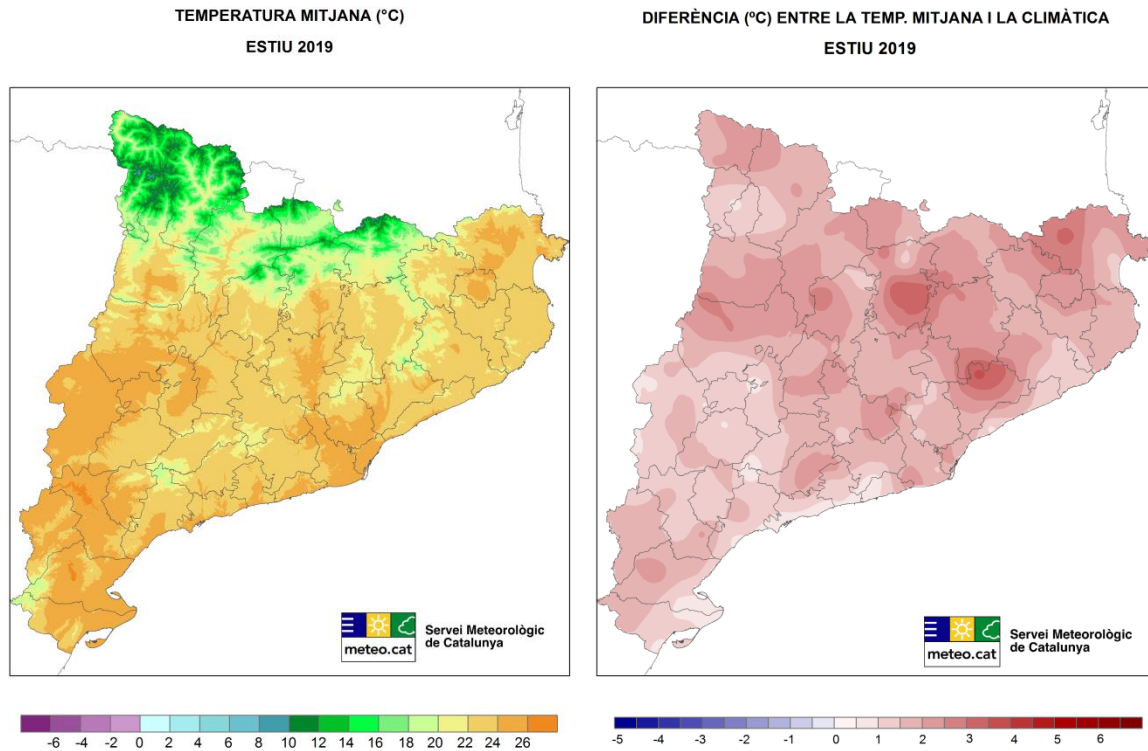 TEMPERATURA MITJANA (°C)
ESTIU 2019
DIFERÈNCIA (ºC) ENTRE LA TEMP. MITJANA I LA CLIMÀTICA
ESTIU 2019
meteo.cat
Servei Meteorològic
de Catalunya
meteo.cat
Servei Meteorològic
de Catalunya
-6 -4 -2 0 2 4 6 8 10 12 14 16 18 20 22 24 26
-5 -4 -3 -2 -1 0 1 2 3 4 5 6